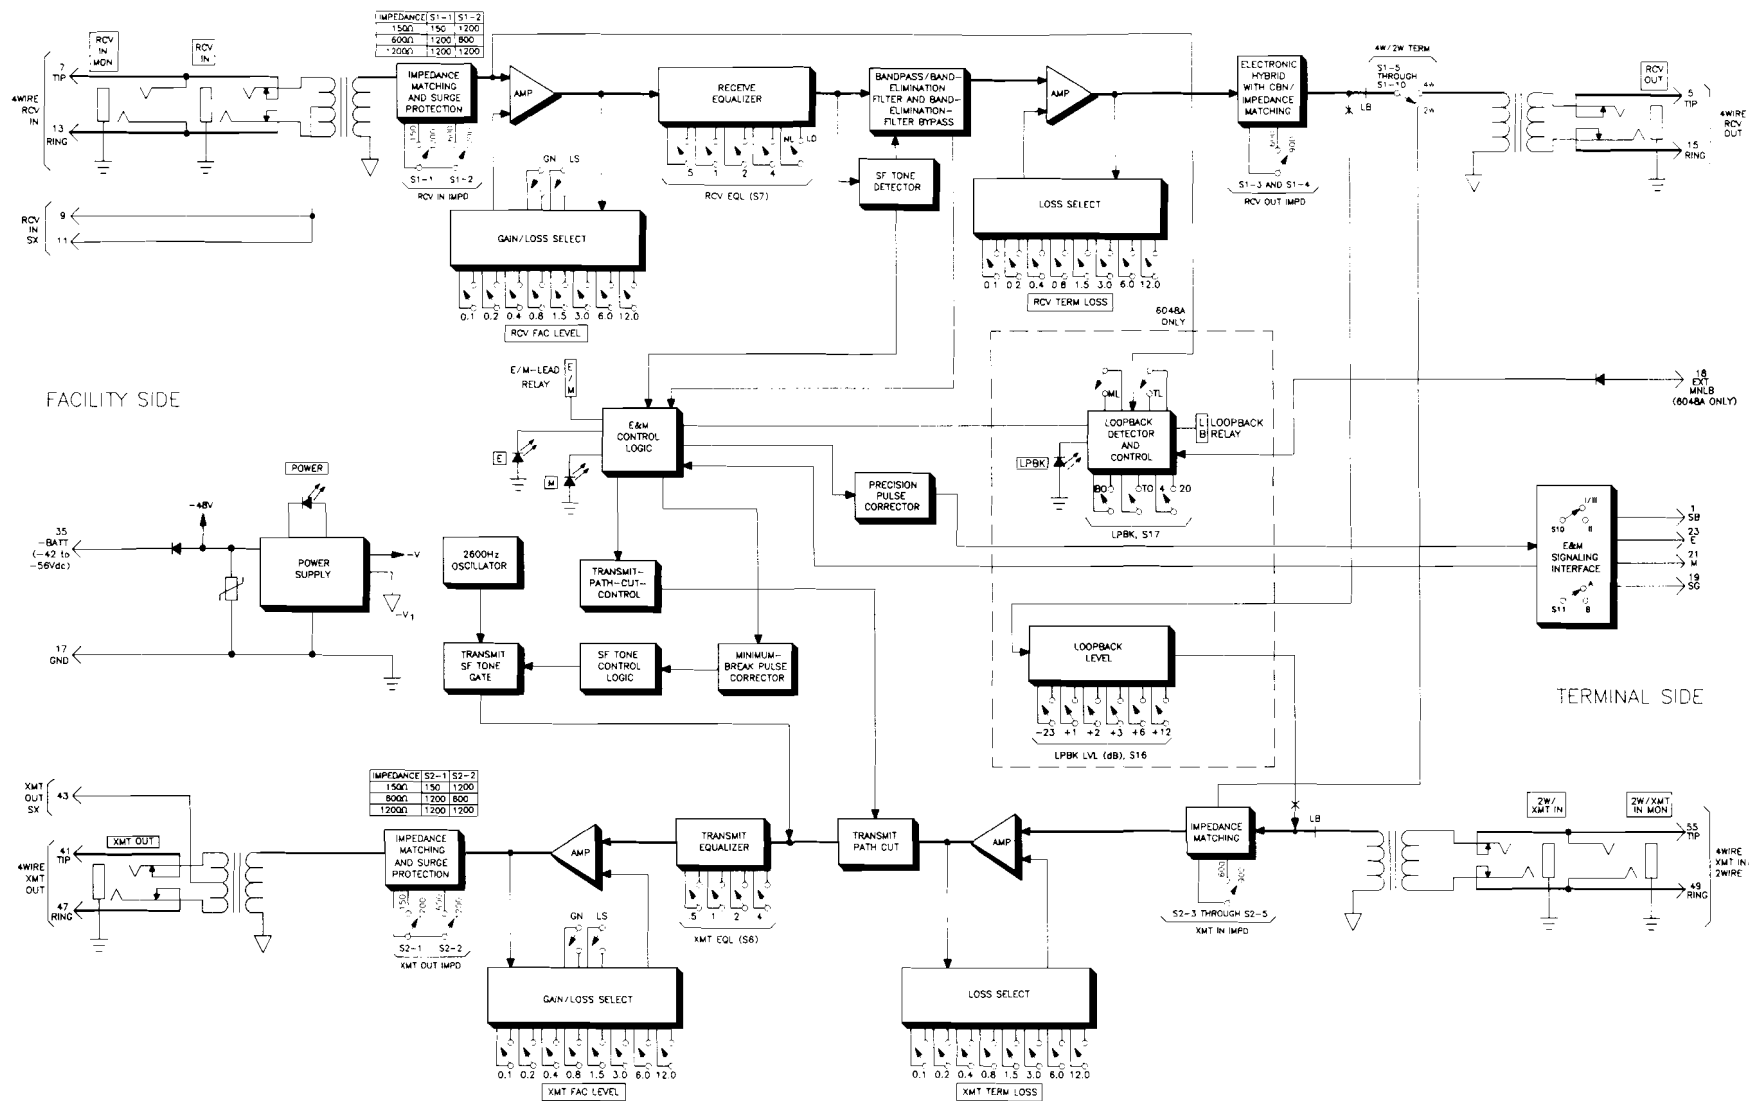 IMPEDANCE S1-1 S1-2
150Ω 150 1200
600Ω 1200 600
1200Ω 1200 1200
RCV
IN
MON
RCV
IN
7
TIP
4WIRE
RCV
IN
13
RING
IMPEDANCE
MATCHING
AND SURGE
PROTECTION
150
1200
600
1200
S1-1 S1-2
RCV IN IMPD
AMP
GN LS
GAIN/LOSS SELECT
0.1 0.2 0.4 0.8 1.5 3.0 6.0 12.0
RCV FAC LEVEL
RECEIVE
EQUALIZER
.5 1 2 4 NL LD
RCV EQL (S7)
BANDPASS/BAND-
ELIMINATION
FILTER AND BAND-
ELIMINATION-
FILTER BYPASS
SF TONE
DETECTOR
AMP
LOSS SELECT
0.1 0.2 0.4 0.8 1.5 3.0 6.0 12.0
RCV TERM LOSS
ELECTRONIC
HYBRID
WITH CBN/
IMPEDANCE
MATCHING
600
900
S1-3 AND S1-4
RCV OUT IMPD
4W/2W TERM
S1-5
THROUGH
S1-10
4W
2W
LB
RCV
OUT
5
TIP
4WIRE
RCV
OUT
15
RING
RCV
IN
SX
9
11
6048A
ONLY
E/M-LEAD
RELAY
E
/
M
FACILITY SIDE
E&M
CONTROL
LOGIC
E
M
ML TL
LOOPBACK
DETECTOR
AND
CONTROL
L
B
LOOPBACK
RELAY
LPBK
TO 4 20
LPBK, S17
18
EXT
MNLB
(6048A ONLY)
PRECISION
PULSE
CORRECTOR
POWER
-48V
35
-BATT
(-42 to
-56Vdc)
POWER
SUPPLY
-V
-V1
17
GND
2600Hz
OSCILLATOR
TRANSMIT-
PATH-CUT-
CONTROL
TRANSMIT
SF TONE
GATE
SF TONE
CONTROL
LOGIC
MINIMUM-
BREAK PULSE
CORRECTOR
I/III
S10 II
E&M
SIGNALING
INTERFACE
A
S11 B
1
SB
23
E
21
M
19
SG
LOOPBACK
LEVEL
-23 +1 +2 +3 +6 +12
LPBK LVL (dB), S16
TERMINAL SIDE
IMPEDANCE S2-1 S2-2
150Ω 150 1200
600Ω 1200 600
1200Ω 1200 1200
XMT
OUT
SX
43
41
TIP
XMT OUT
4WIRE
XMT
OUT
47
RING
IMPEDANCE
MATCHING
AND SURGE
PROTECTION
150
1200
600
1200
S2-1 S2-2
XMT OUT IMPD
AMP
GN LS
GAIN/LOSS SELECT
0.1 0.2 0.4 0.8 1.5 3.0 6.0 12.0
XMT FAC LEVEL
TRANSMIT
EQUALIZER
.5 1 2 4
XMT EQL (S6)
TRANSMIT
PATH CUT
AMP
LOSS SELECT
0.1 0.2 0.4 0.8 1.5 3.0 6.0 12.0
XMT TERM LOSS
IMPEDANCE
MATCHING
600
900
S2-3 THROUGH S2-5
XMT IN IMPD
LB
2W/
XMT IN
2W/XMT
IN MON
55
TIP
4WIRE
XMT IN/
2WIRE
49
RING